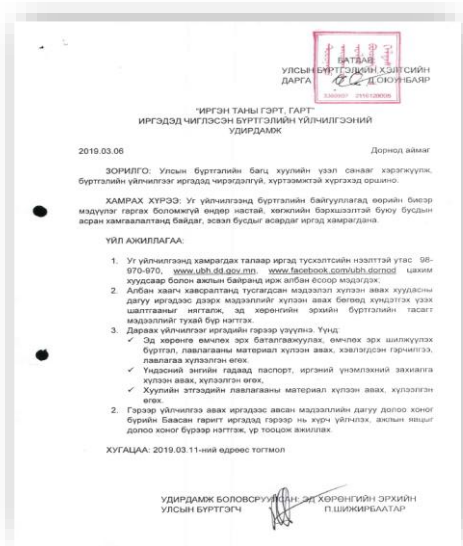 БАТЛАВ
УЛСЫН БҮРТГЭЛИЙН ХЭЛТСИЙН
ДАРГА Д.ОЮУНБАЯР
"ИРГЭН ТАНЫ ГЭРТ, ГАРТ"
ИРГЭДЭД ЧИГЛЭСЭН БҮРТГЭЛИЙН ҮЙЛЧИЛГЭЭНИЙ
УДИРДАМЖ
2019.03.06 Дорнод аймаг
ЗОРИЛГО: Улсын бүртгэлийн багц хуулийн үзэл санааг хэрэгжүүлж,
бүртгэлийн үйлчилгээг иргэдэд чирэгдэлгүй, хүртээмжтэй хүргэхэд оршино.
ХАМРАХ ХҮРЭЭ: Уг үйлчилгээнд бүртгэлийн байгууллагад өөрийн биеэр
мэдүүлэг гаргах боломжгүй өндөр настай, хөгжлийн бэрхшээлтэй буюу бусдын
асран хамгаалалтанд байдаг, эсвэл бусдыг асардаг иргэд хамрагдана.
ҮЙЛ АЖИЛЛАГАА:
1. Уг үйлчилгээнд хамрагдах талаар иргэд тусхэлтсийн нээлттэй утас 98-
970-970, www.ubh.dd.gov.mn, www.facebook.com/ubh.dornod цахим
хуудсаар болон ажлын байранд ирж албан ёсоор мэдэгдэх.
2. Албан хаагч хавсралтанд тусгагдсан мэдээлэл хүлээн авах хуудасны
дагуу иргэдээс дээрх мэдээллийг хүлээн авах бөгөөд хүндэтгэн үзэх
шалтгааныг нягталж, эд хөрөнгийн эрхийн бүртгэлийн тасагт
мэдээллийг тухай бүр нэгтгэх.
3. Дараах үйлчилгээг иргэдийн гэрээр үзүүлнэ. Үүнд:
✓ Эд хөрөнгө өмчлөх эрх баталгаажуулах, өмчлөх эрх шилжүүлэх
бүртгэл, лавлагааны материал хүлээн авах, хэвлэгдсэн гэрчилгээ,
лавлагаа хүлээлгэн өгөх,
✓ Үндэсний энгийн гадаад паспорт, иргэний үнэмлэхний захиалга
хүлээн авах, хүлээлгэн өгөх,
✓ Хуулийн этгээдийн лавлагааны материал хүлээн авах, хүлээлгэн
өгөх.
2. Гэрээр үйлчилгээ авах иргэдээс авсан мэдээллийн дагуу долоо хоног
бүрийн Баасан гаригт иргэдэд гэрээр нь хүрч үйлчлэх, ажлын явцыг
долоо хоног бүрээр нэгтгэж, үр тооцож ажиллах.
ХУГАЦАА: 2019.03.11-ний өдрөөс тогтмол
УДИРДАМЖ БОЛОВСРУУЛСАН: ЭД ХӨРӨНГИЙН ЭРХИЙН
УЛСЫН БҮРТГЭГЧ П.ШИЖИРБААТАР